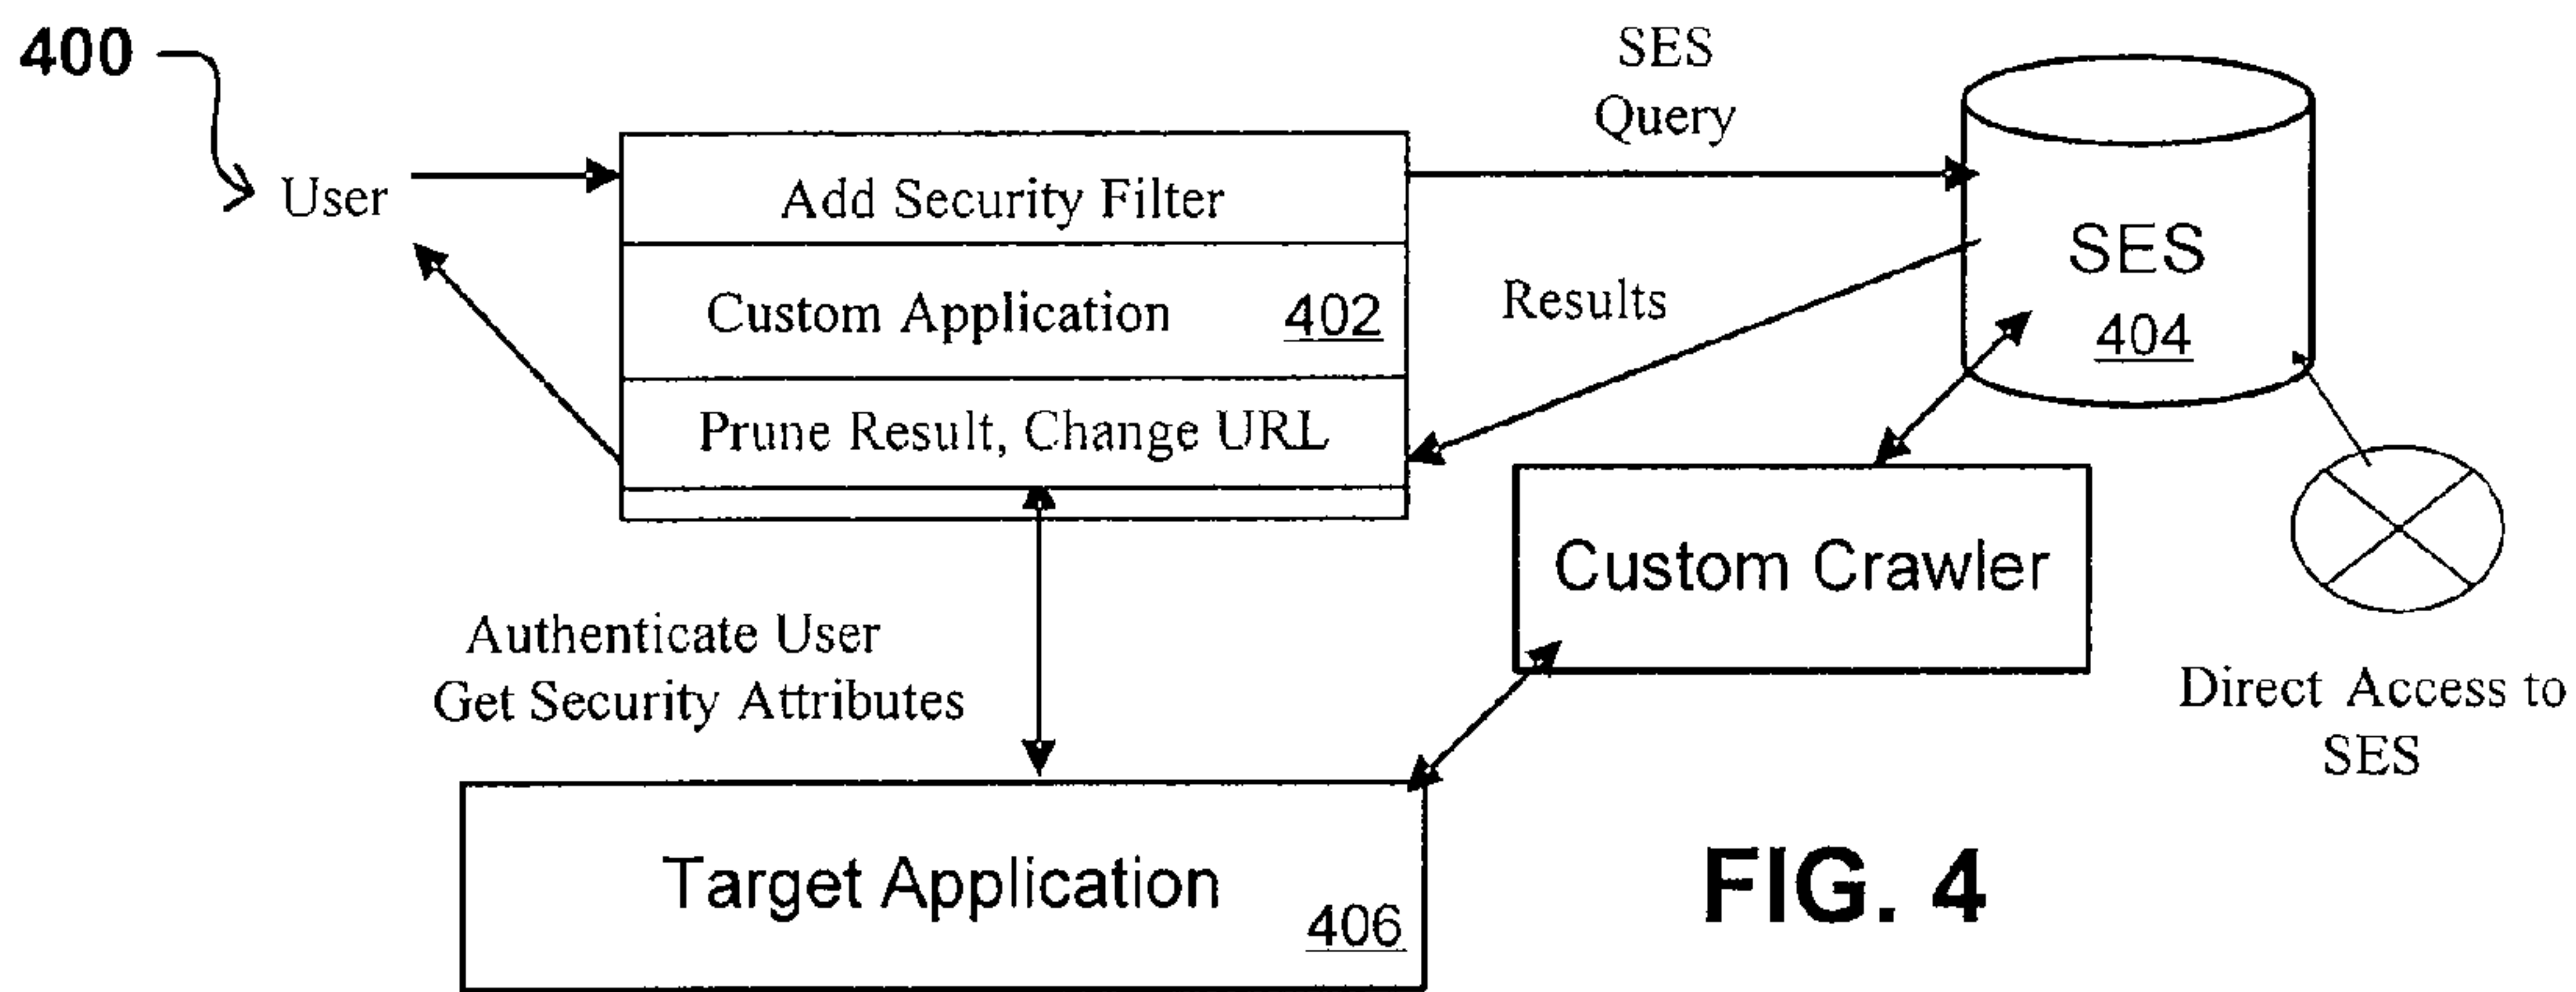 400
SES
Query
User
Add Security Filter
SES
404
Custom Application 402
Results
Prune Result, Change URL
Custom Crawler
Authenticate User
Get Security Attributes
Direct Access to
SES
Target Application
406
FIG. 4